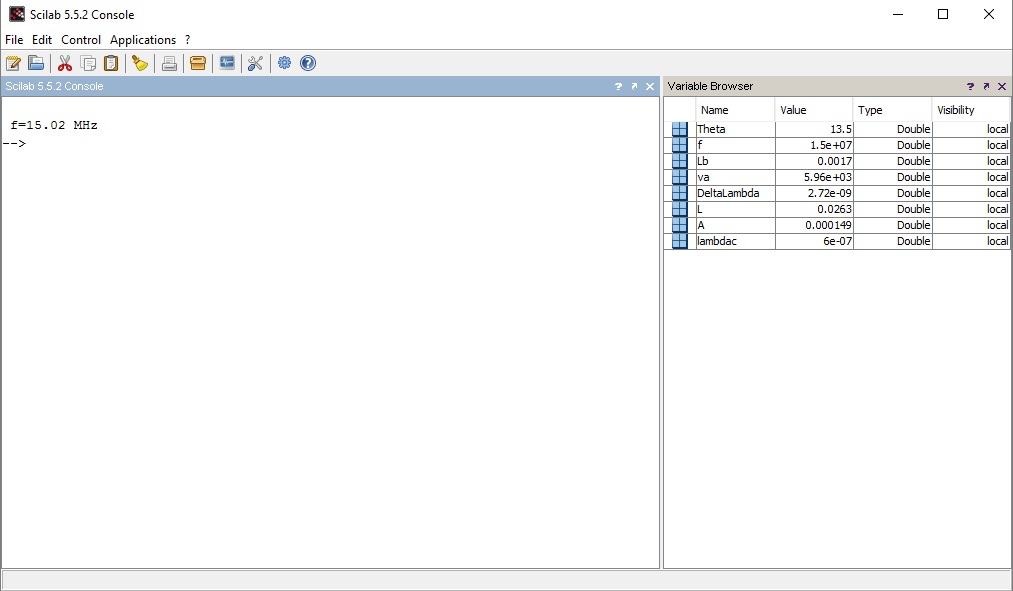 Scilab 5.5.2 Console
File Edit Control Applications ?
Scilab 5.5.2 Console
f=15.02 MHz
-->
Variable Browser
Name Value Type Visibility
Theta 13.5 Double local
f 1.5e+07 Double local
Lb 0.0017 Double local
va 5.96e+03 Double local
DeltaLambda 2.72e-09 Double local
L 0.0263 Double local
A 0.000149 Double local
lambdac 6e-07 Double local